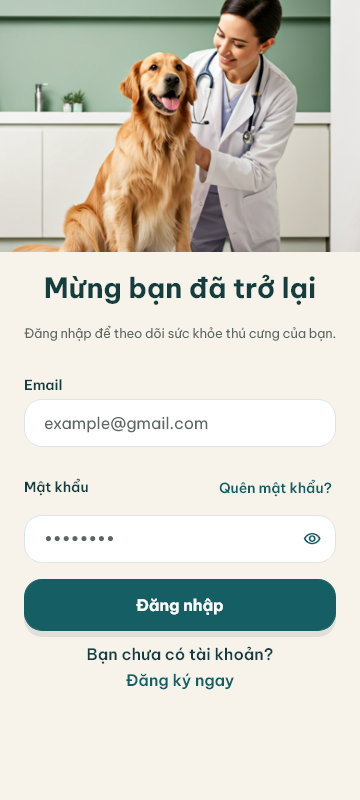 Mừng bạn đã trở lại
Đăng nhập để theo dõi sức khỏe thú cưng của bạn.
Email
example@gmail.com
Mật khẩu
Quên mật khẩu?
••••••••
Đăng nhập
Bạn chưa có tài khoản?
Đăng ký ngay